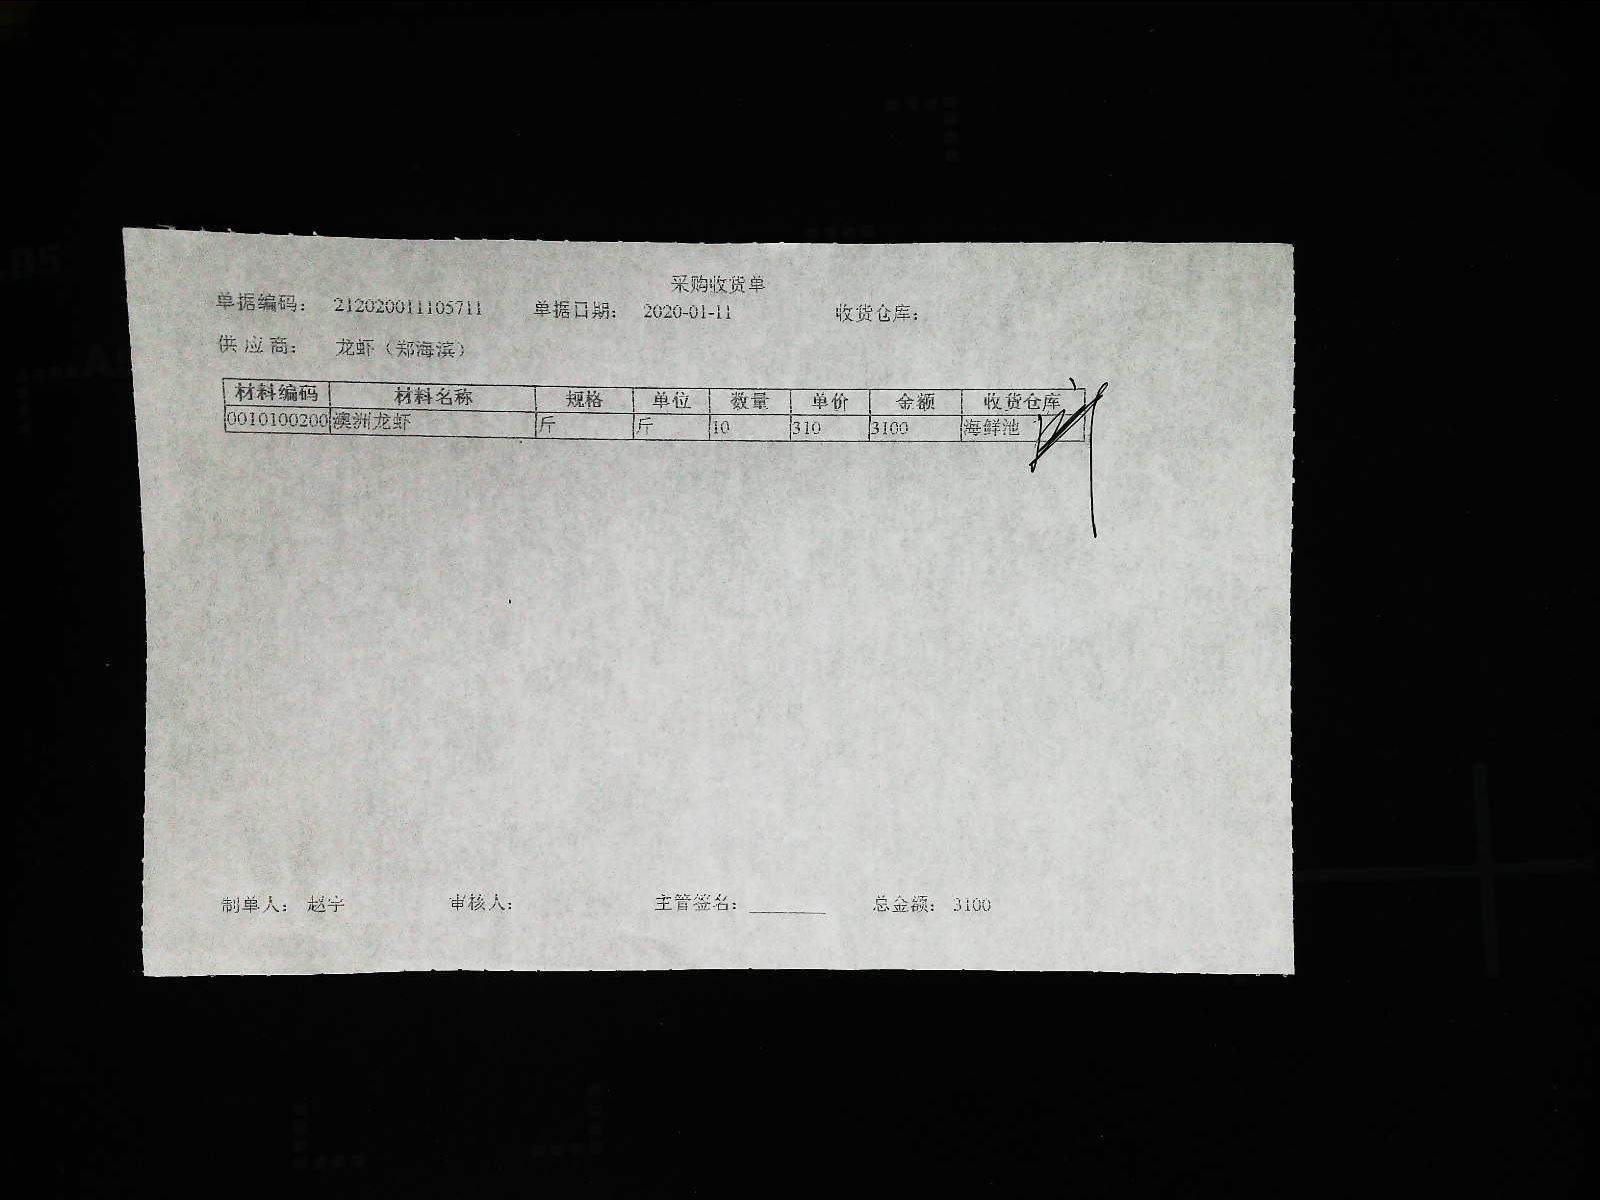 采购收货单
单据编码： 212020011105711 单据日期： 2020-01-11 收货仓库：
供 应 商： 龙虾（郑海滨）
材料编码 材料名称 规格 单位 数量 单价 金额 收货仓库
0010100200 澳洲龙虾 斤 斤 10 310 3100 海鲜池
制单人： 赵宇 审核人： 主管签名： 总金额： 3100